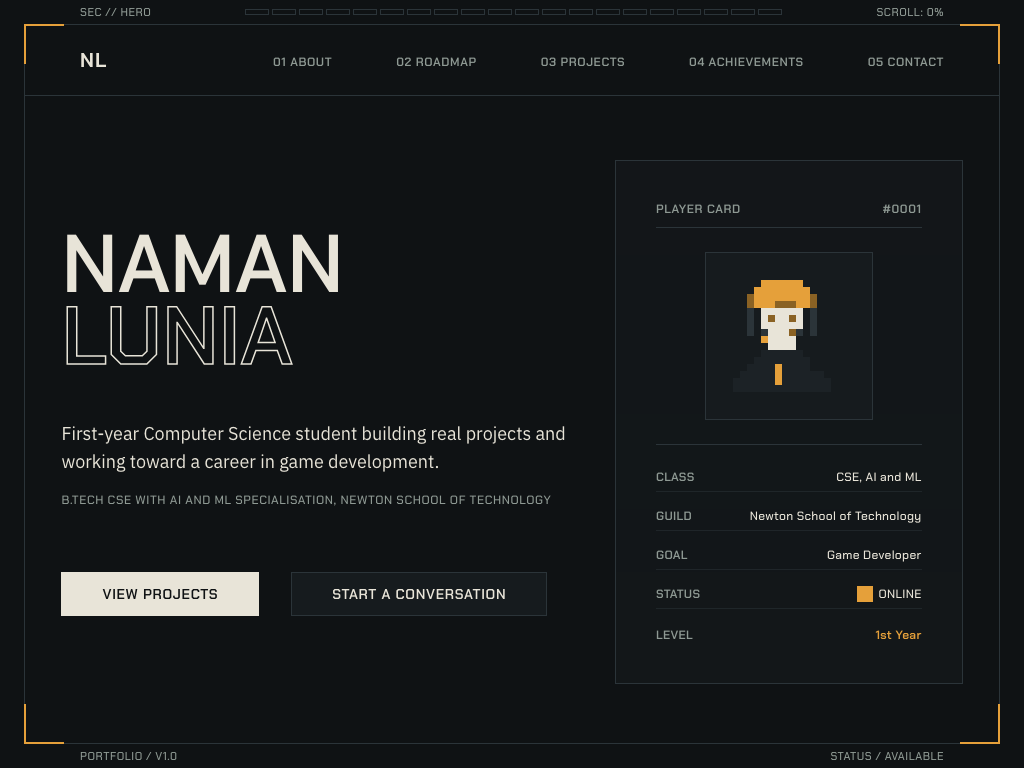 SEC // HERO
SCROLL: 0%
NL
01 ABOUT
02 ROADMAP
03 PROJECTS
04 ACHIEVEMENTS
05 CONTACT
NAMAN
LUNIA
First-year Computer Science student building real projects and
working toward a career in game development.
B.TECH CSE WITH AI AND ML SPECIALISATION, NEWTON SCHOOL OF TECHNOLOGY
VIEW PROJECTS
START A CONVERSATION
PLAYER CARD
#0001
CLASS
CSE, AI and ML
GUILD
Newton School of Technology
GOAL
Game Developer
STATUS
ONLINE
LEVEL
1st Year
PORTFOLIO / V1.0
STATUS / AVAILABLE